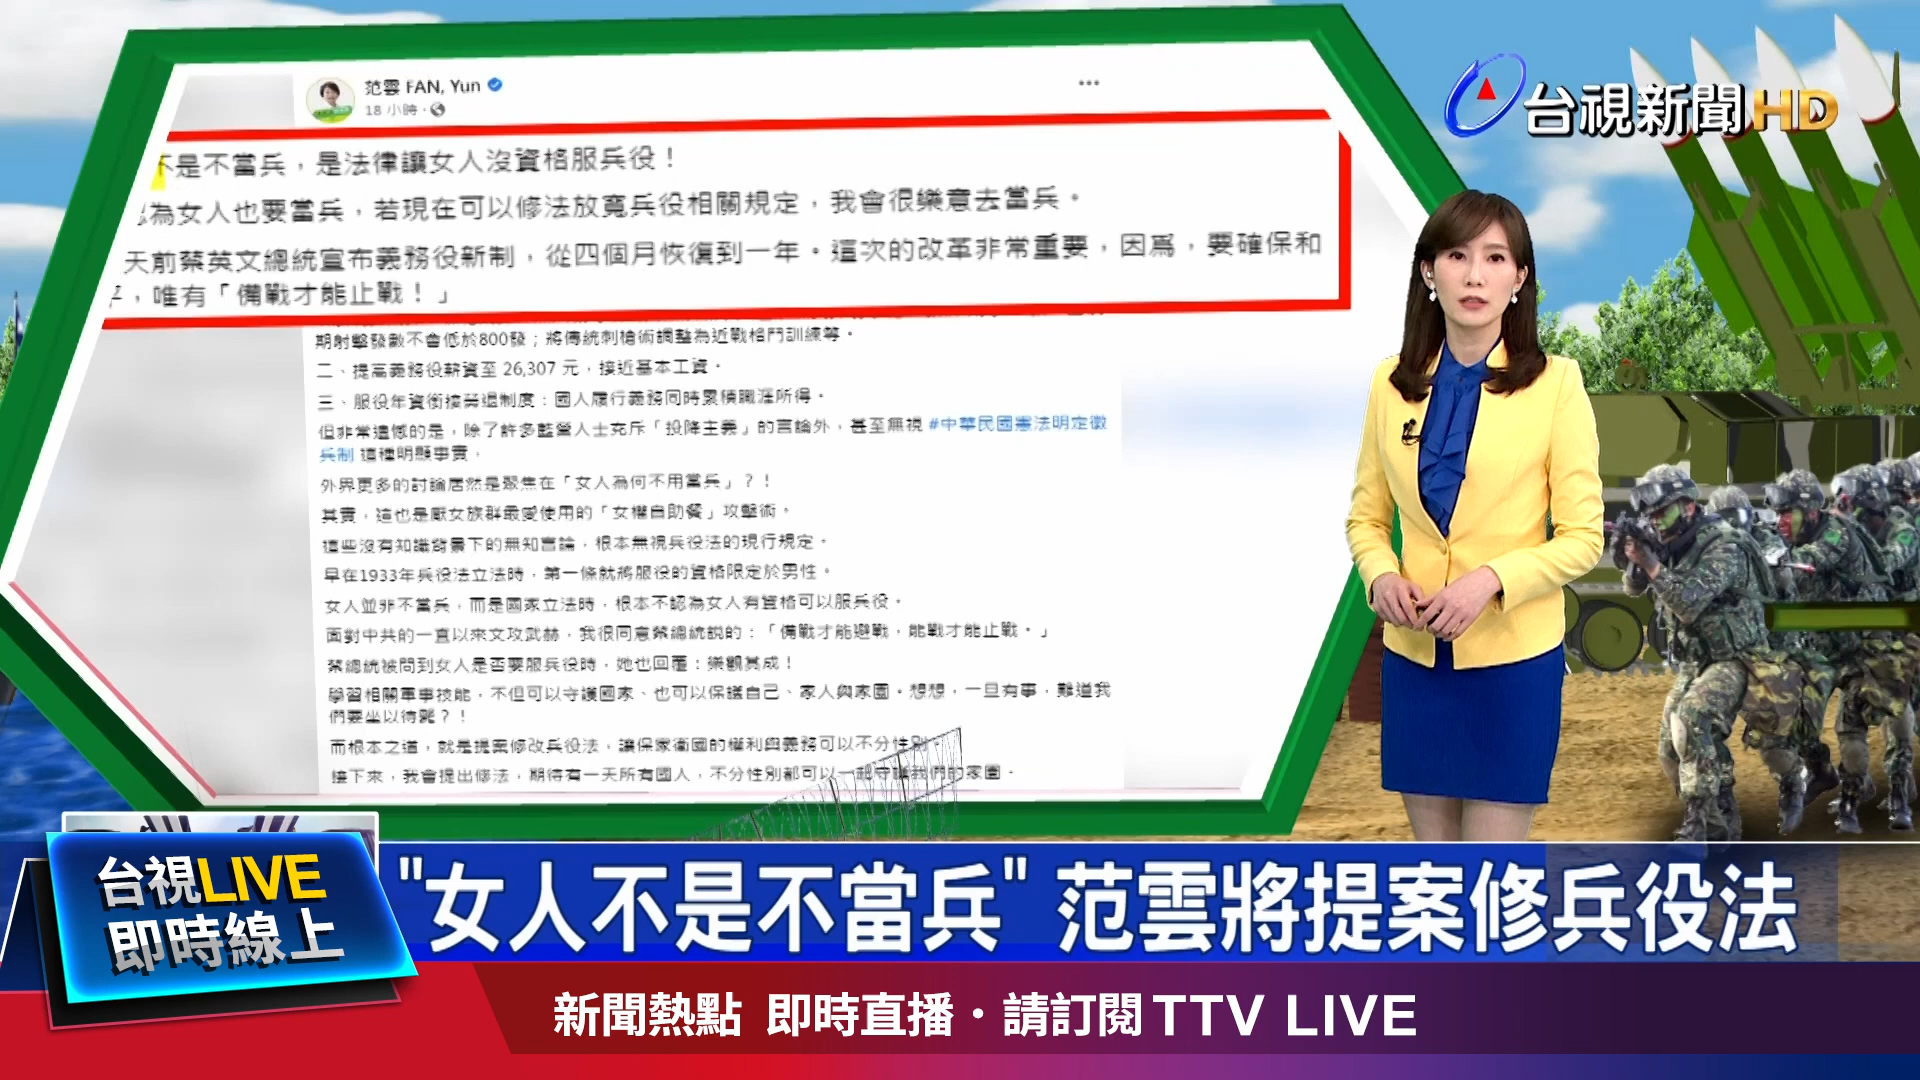 范雲 FAN, Yun
18 小時
台視新聞HD
不是不當兵，是法律讓女人沒資格服兵役！
為女人也要當兵，若現在可以修法放寬兵役相關規定，我會很樂意去當兵。
天前蔡英文總統宣布義務役新制，從四個月恢復到一年。這次的改革非常重要，因爲，要確保和
，唯有「備戰才能止戰！」
期射擊發數不會低於800發；將傳統刺槍術調整為近戰格鬥訓練等。
二、提高義務役薪資至 26,307 元，接近基本工資。
三、服役年資銜接勞退制度：國人履行義務同時累積職涯所得。
但非常遺憾的是，除了許多藍營人士充斥「投降主義」的言論外，甚至無視 #中華民國憲法明定徵
兵制 這種明顯事實，
外界更多的討論居然是聚焦在「女人為何不用當兵」？！
其實，這也是厭女族群最愛使用的「女權自助餐」攻擊術。
這些沒有知識背景下的無知言論，根本無視兵役法的現行規定。
早在1933年兵役法立法時，第一條就將服役的資格限定於男性。
女人並非不當兵，而是國家立法時，根本不認為女人有資格可以服兵役。
面對中共的一直以來文攻武赫，我很同意蔡總統說的：「備戰才能避戰，能戰才能止戰。」
蔡總統被問到女人是否要服兵役時，她也回覆：樂觀其成！
學習相關軍事技能，不但可以守護國家、也可以保護自己、家人與家園。想想，一旦有事，難道我
們要坐以待斃？！
而根本之道，就是提案修改兵役法，讓保家衛國的權利與義務可以不分性別。
接下來，我會提出修法，期待有一天所有國人，不分性別都可以一起守護我們的家園。
台視LIVE
即時線上
"女人不是不當兵" 范雲將提案修兵役法
新聞熱點 即時直播・請訂閱TTV LIVE